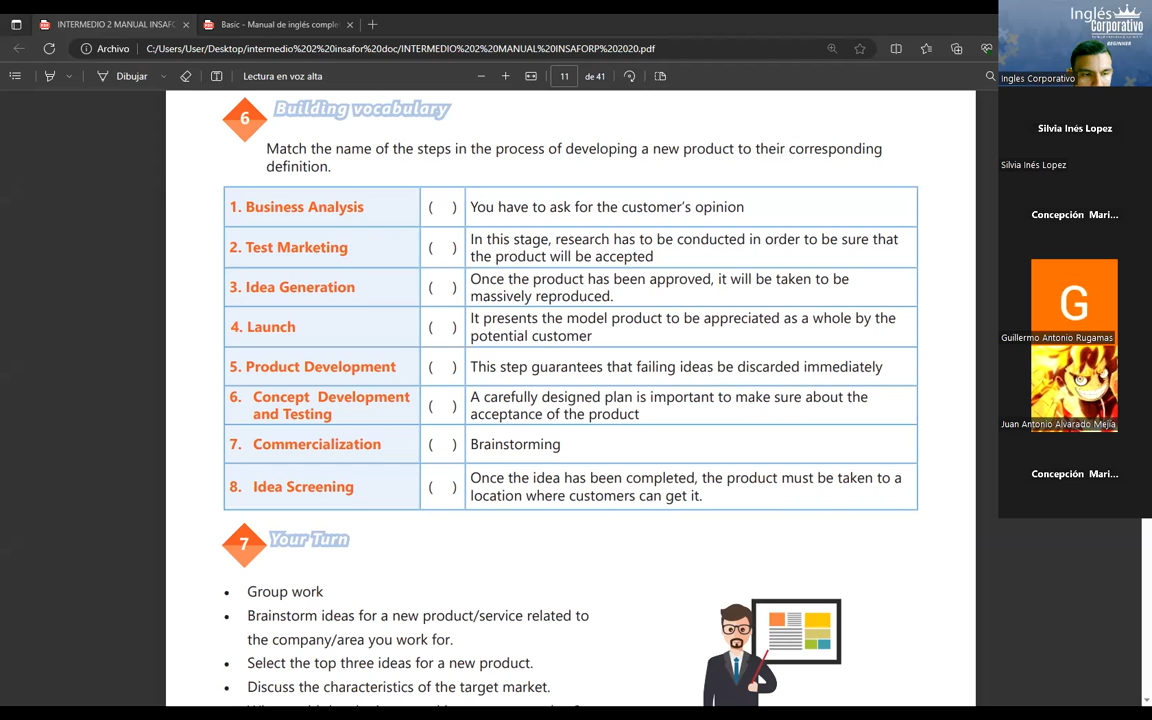 INTERMEDIO 2 MANUAL INSAFO
Basic - Manual de inglés comple
Archivo
C:/Users/User/Desktop/intermedio%202%20insafor%20doc/INTERMEDIO%202%20MANUAL%20INSAFORP%202020.pdf
Dibujar
Lectura en voz alta
11
de 41
Inglés
Corporativo
BEGINNER
Ingles Corporativo
Silvia Inés Lopez
Silvia Inés Lopez
Concepción Mari...
G
Guillermo Antonio Rugamas
Juan Antonio Alvarado Mejía
Concepción Mari...
6
Building vocabulary
Match the name of the steps in the process of developing a new product to their corresponding
definition.
1. Business Analysis ( ) You have to ask for the customer's opinion
2. Test Marketing ( ) In this stage, research has to be conducted in order to be sure that
the product will be accepted
3. Idea Generation ( ) Once the product has been approved, it will be taken to be
massively reproduced.
4. Launch ( ) It presents the model product to be appreciated as a whole by the
potential customer
5. Product Development ( ) This step guarantees that failing ideas be discarded immediately
6. Concept Development
and Testing ( ) A carefully designed plan is important to make sure about the
acceptance of the product
7. Commercialization ( ) Brainstorming
8. Idea Screening ( ) Once the idea has been completed, the product must be taken to a
location where customers can get it.
7
Your Turn
• Group work
• Brainstorm ideas for a new product/service related to
the company/area you work for.
• Select the top three ideas for a new product.
• Discuss the characteristics of the target market.